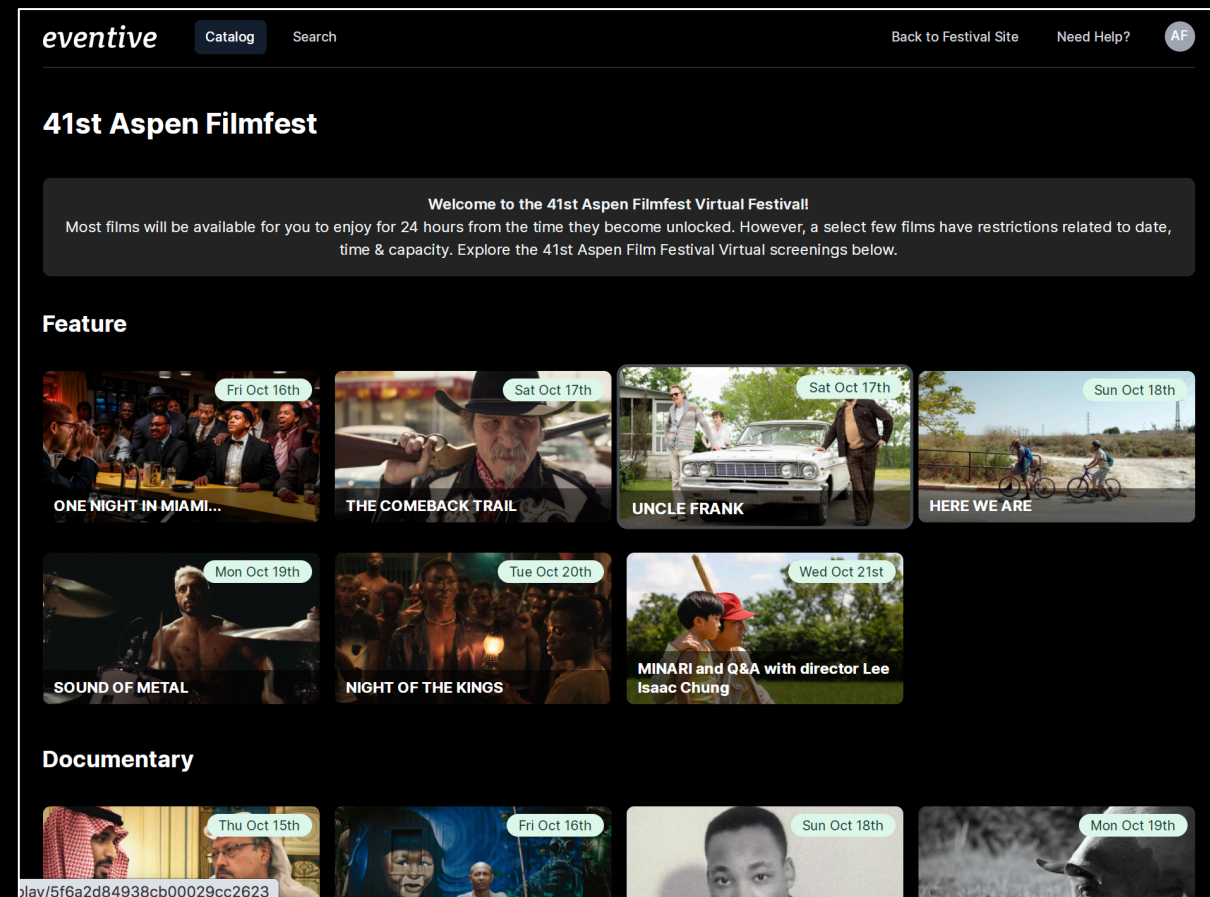 eventive Catalog Search Back to Festival Site Need Help? AF
41st Aspen Filmfest
Welcome to the 41st Aspen Filmfest Virtual Festival!
Most films will be available for you to enjoy for 24 hours from the time they become unlocked. However, a select few films have restrictions related to date,
time & capacity. Explore the 41st Aspen Film Festival Virtual screenings below.
Feature
Fri Oct 16th
ONE NIGHT IN MIAMI...
Sat Oct 17th
THE COMEBACK TRAIL
Sat Oct 17th
UNCLE FRANK
Sun Oct 18th
HERE WE ARE
Mon Oct 19th
SOUND OF METAL
Tue Oct 20th
NIGHT OF THE KINGS
Wed Oct 21st
MINARI and Q&A with director Lee
Isaac Chung
Documentary
Thu Oct 15th
Fri Oct 16th
Sun Oct 18th
Mon Oct 19th
play/5f6a2d84938cb00029cc2623